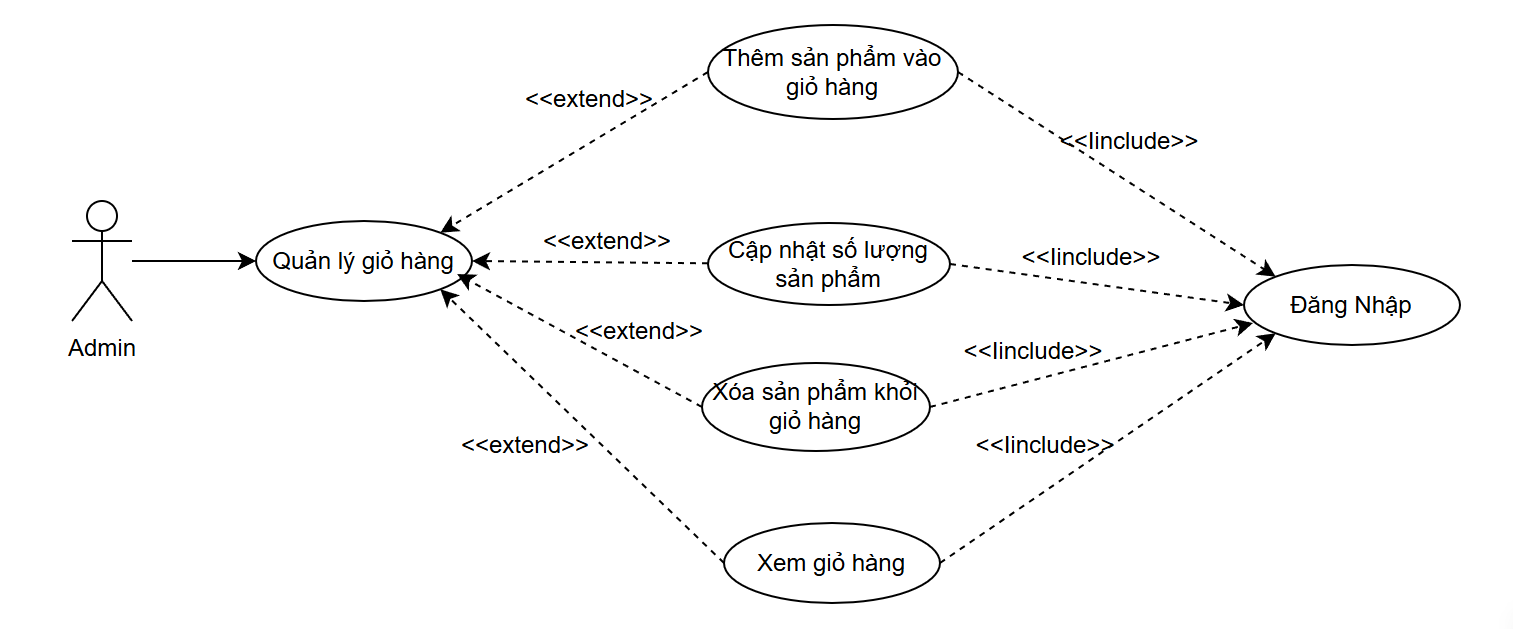 Thêm sản phẩm vào
giỏ hàng
<<extend>>
<<Iinclude>>
Quản lý giỏ hàng
<<extend>>
Cập nhật số lượng
sản phẩm
<<Iinclude>>
Đăng Nhập
Admin
<<extend>>
Xóa sản phẩm khỏi
giỏ hàng
<<Iinclude>>
<<extend>>
<<Iinclude>>
Xem giỏ hàng